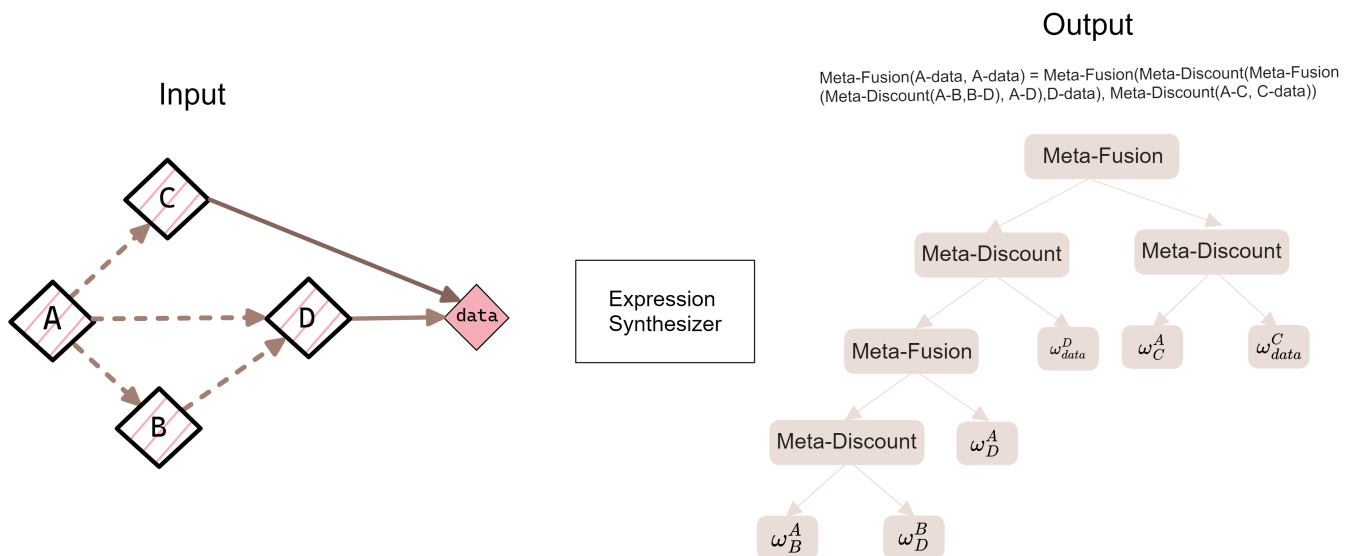 Output
Meta-Fusion(A-data, A-data) = Meta-Fusion(Meta-Discount(Meta-Fusion
(Meta-Discount(A-B,B-D), A-D),D-data), Meta-Discount(A-C, C-data))
Input
C
A
D
data
B
Expression
Synthesizer
Meta-Fusion
Meta-Discount
Meta-Discount
Meta-Fusion
ω^D_data
ω^A_C
ω^C_data
Meta-Discount
ω^A_D
ω^A_B
ω^B_D